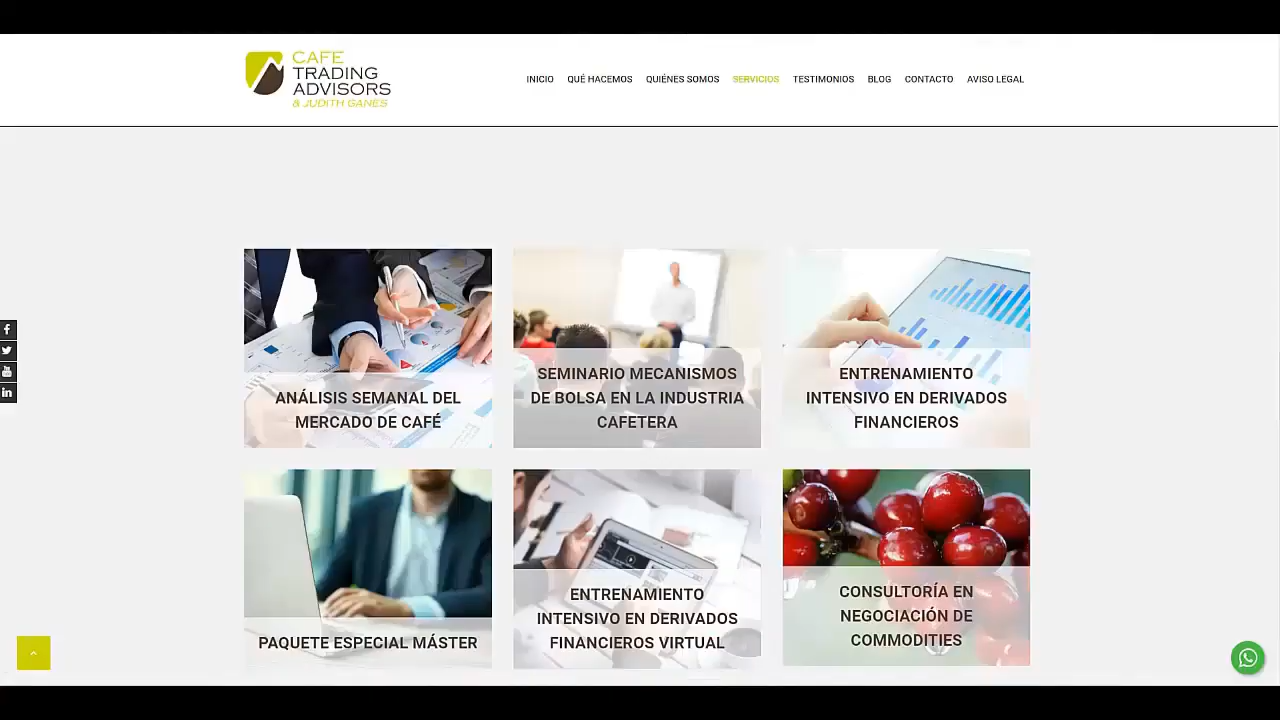 CAFE
TRADING
ADVISORS
& JUDITH GANES
INICIO QUÉ HACEMOS QUIÉNES SOMOS SERVICIOS TESTIMONIOS BLOG CONTACTO AVISO LEGAL
ANÁLISIS SEMANAL DEL
MERCADO DE CAFÉ
SEMINARIO MECANISMOS
DE BOLSA EN LA INDUSTRIA
CAFETERA
ENTRENAMIENTO
INTENSIVO EN DERIVADOS
FINANCIEROS
PAQUETE ESPECIAL MÁSTER
ENTRENAMIENTO
INTENSIVO EN DERIVADOS
FINANCIEROS VIRTUAL
CONSULTORÍA EN
NEGOCIACIÓN DE
COMMODITIES